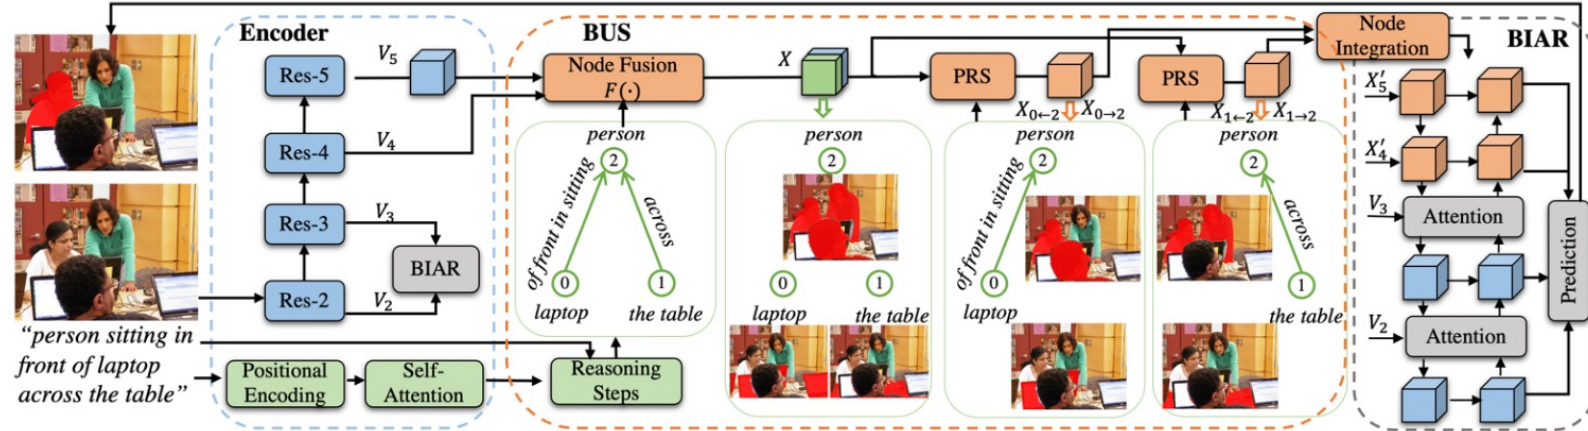 Encoder
Res-5
V5
Res-4
V4
Res-3
V3
BIAR
Res-2
V2
"person sitting in
front of laptop
across the table"
Positional
Encoding
Self-
Attention
BUS
Node Fusion
F(·)
person
2
of front in sitting
across
0
1
laptop
the table
Reasoning
Steps
X
person
2
0
1
laptop
the table
PRS
X0←2
X0→2
person
2
of front in sitting
0
laptop
PRS
X1←2
X1→2
person
2
across
1
the table
Node
Integration
BIAR
X′5
X′4
V3
Attention
V2
Attention
Prediction